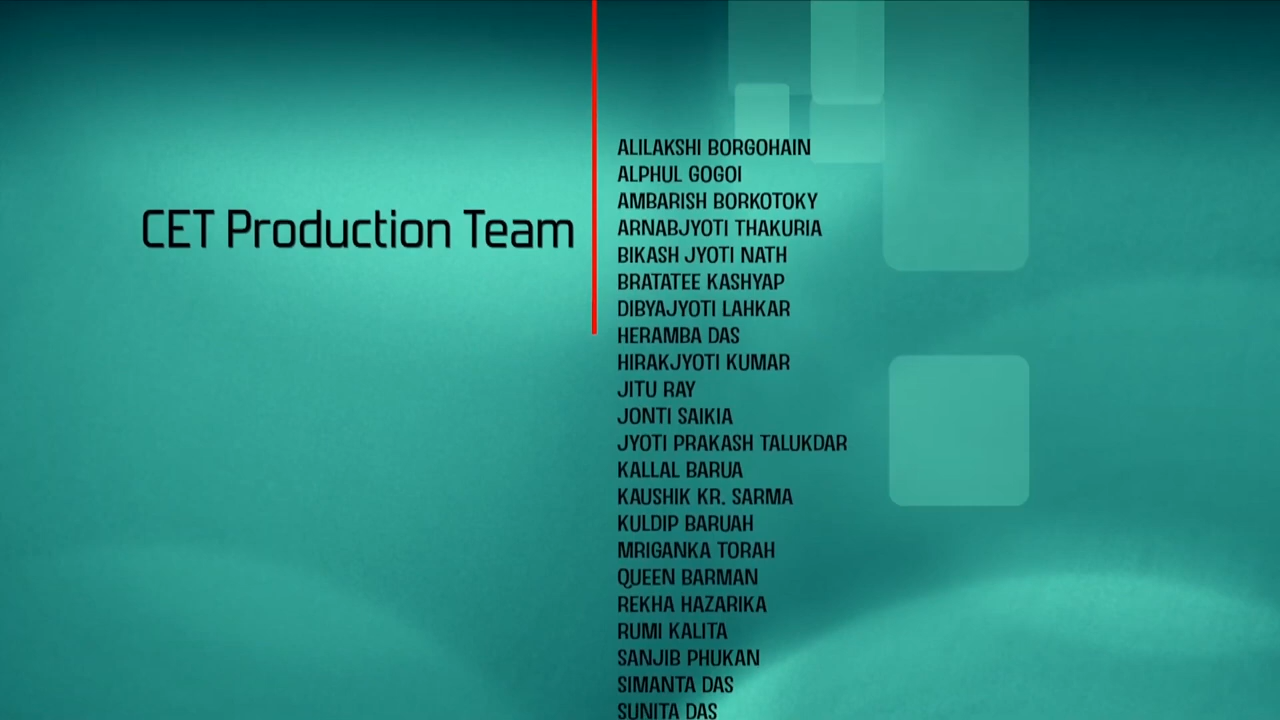 CET Production Team
ALILAKSHI BORGOHAIN
ALPHUL GOGOI
AMBARISH BORKOTOKY
ARNABJYOTI THAKURIA
BIKASH JYOTI NATH
BRATATEE KASHYAP
DIBYAJYOTI LAHKAR
HERAMBA DAS
HIRAKJYOTI KUMAR
JITU RAY
JONTI SAIKIA
JYOTI PRAKASH TALUKDAR
KALLAL BARUA
KAUSHIK KR. SARMA
KULDIP BARUAH
MRIGANKA TORAH
QUEEN BARMAN
REKHA HAZARIKA
RUMI KALITA
SANJIB PHUKAN
SIMANTA DAS
SUNITA DAS